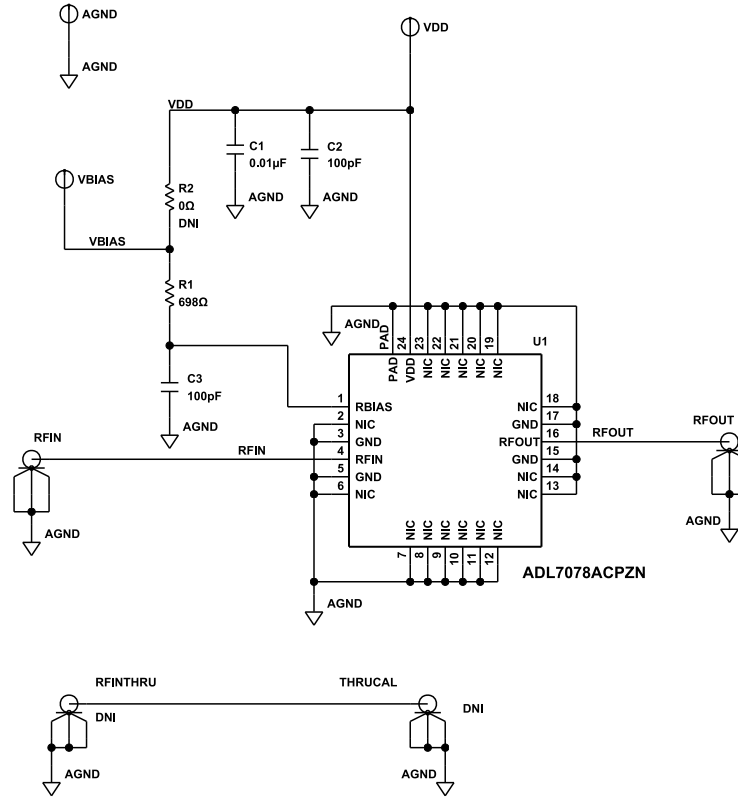 AGND
AGND
VDD
VDD
C1
0.01µF
C2
100pF
AGND
AGND
VBIAS
R2
0Ω
DNI
VBIAS
R1
698Ω
C3
100pF
AGND
AGND
U1
PAD
24
23
22
21
20
19
PAD
VDD
NIC
NIC
NIC
NIC
NIC
1
RBIAS
2
NIC
3
GND
4
RFIN
5
GND
6
NIC
NIC
18
GND
17
RFOUT
16
GND
15
NIC
14
NIC
13
NIC
NIC
NIC
NIC
NIC
NIC
7
8
9
10
11
12
RFIN
RFIN
AGND
RFOUT
RFOUT
AGND
ADL7078ACPZN
AGND
RFINTHRU
THRUCAL
DNI
DNI
AGND
AGND